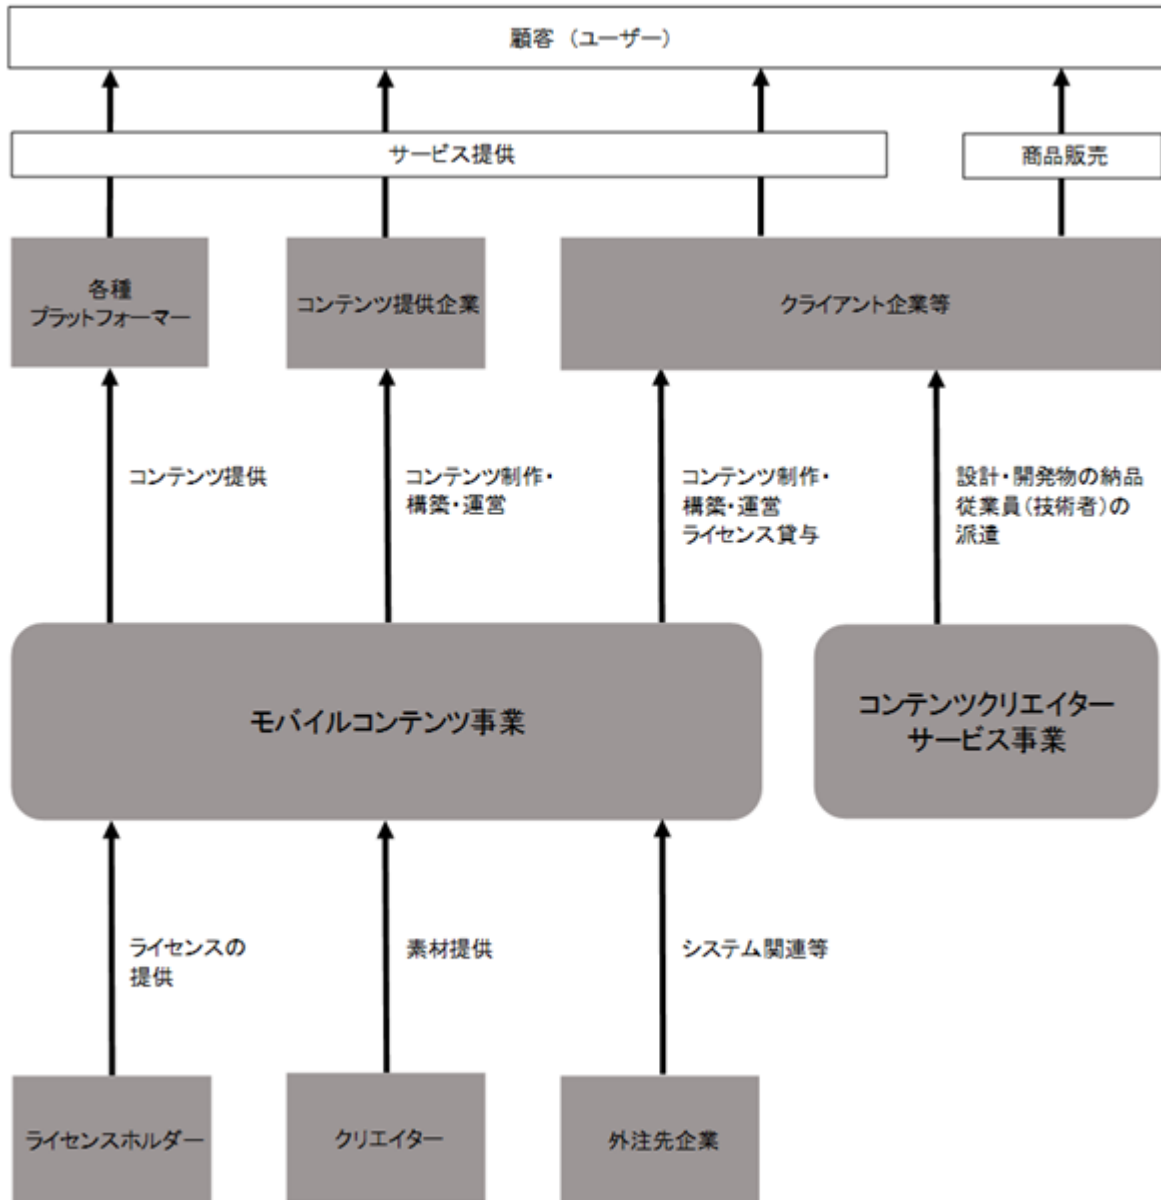 顧客 (ユーザー)
サービス提供
商品販売
各種
プラットフォーマー
コンテンツ提供企業
クライアント企業等
コンテンツ提供
コンテンツ制作・
構築・運営
コンテンツ制作・
構築・運営
ライセンス貸与
設計・開発物の納品
従業員(技術者)の
派遣
モバイルコンテンツ事業
コンテンツクリエイター
サービス事業
ライセンスの
提供
素材提供
システム関連等
ライセンスホルダー
クリエイター
外注先企業